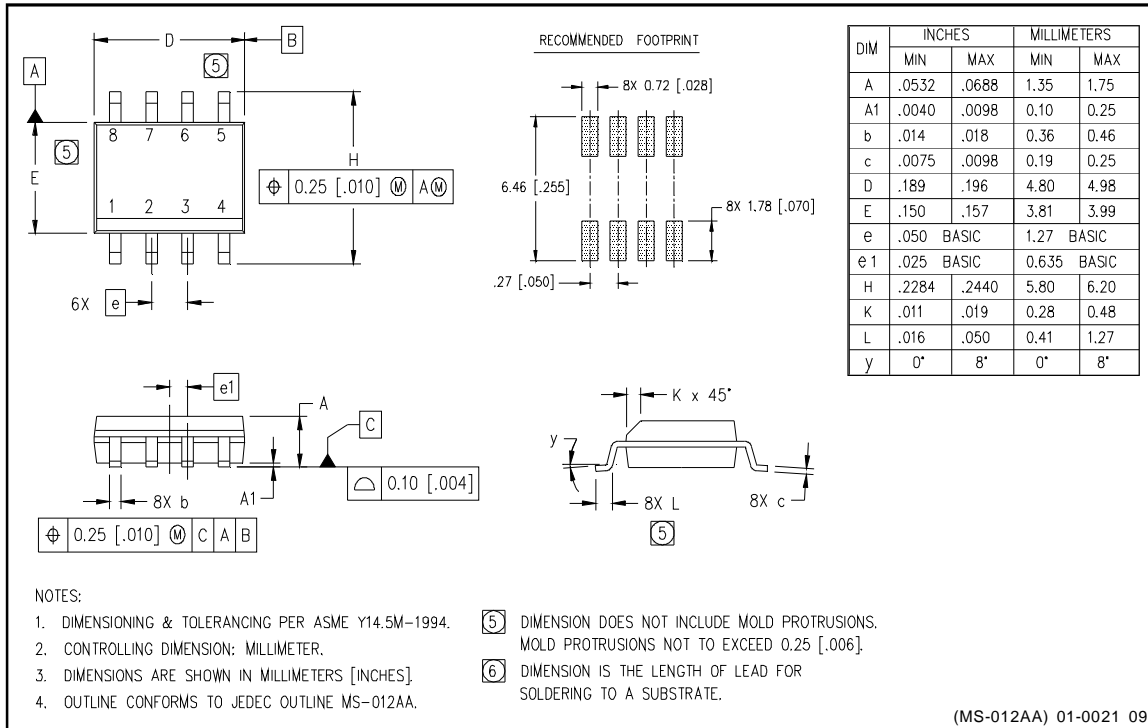 D
B
5
A
8 7 6 5
5
E
H
⌖ 0.25 [.010] Ⓜ AⓂ
1 2 3 4
6X e
RECOMMENDED FOOTPRINT
8X 0.72 [.028]
6.46 [.255]
8X 1.78 [.070]
.27 [.050]
DIM INCHES MILLIMETERS
MIN MAX MIN MAX
A .0532 .0688 1.35 1.75
A1 .0040 .0098 0.10 0.25
b .014 .018 0.36 0.46
c .0075 .0098 0.19 0.25
D .189 .196 4.80 4.98
E .150 .157 3.81 3.99
e .050 BASIC 1.27 BASIC
e1 .025 BASIC 0.635 BASIC
H .2284 .2440 5.80 6.20
K .011 .019 0.28 0.48
L .016 .050 0.41 1.27
y 0° 8° 0° 8°
e1
A
C
⌓ 0.10 [.004]
A1
8X b
⌖ 0.25 [.010] Ⓜ C A B
K x 45°
y
8X L
8X c
5
NOTES:
1. DIMENSIONING & TOLERANCING PER ASME Y14.5M-1994.
2. CONTROLLING DIMENSION: MILLIMETER.
3. DIMENSIONS ARE SHOWN IN MILLIMETERS [INCHES].
4. OUTLINE CONFORMS TO JEDEC OUTLINE MS-012AA.
5 DIMENSION DOES NOT INCLUDE MOLD PROTRUSIONS.
MOLD PROTRUSIONS NOT TO EXCEED 0.25 [.006].
6 DIMENSION IS THE LENGTH OF LEAD FOR
SOLDERING TO A SUBSTRATE.
(MS-012AA) 01-0021 09